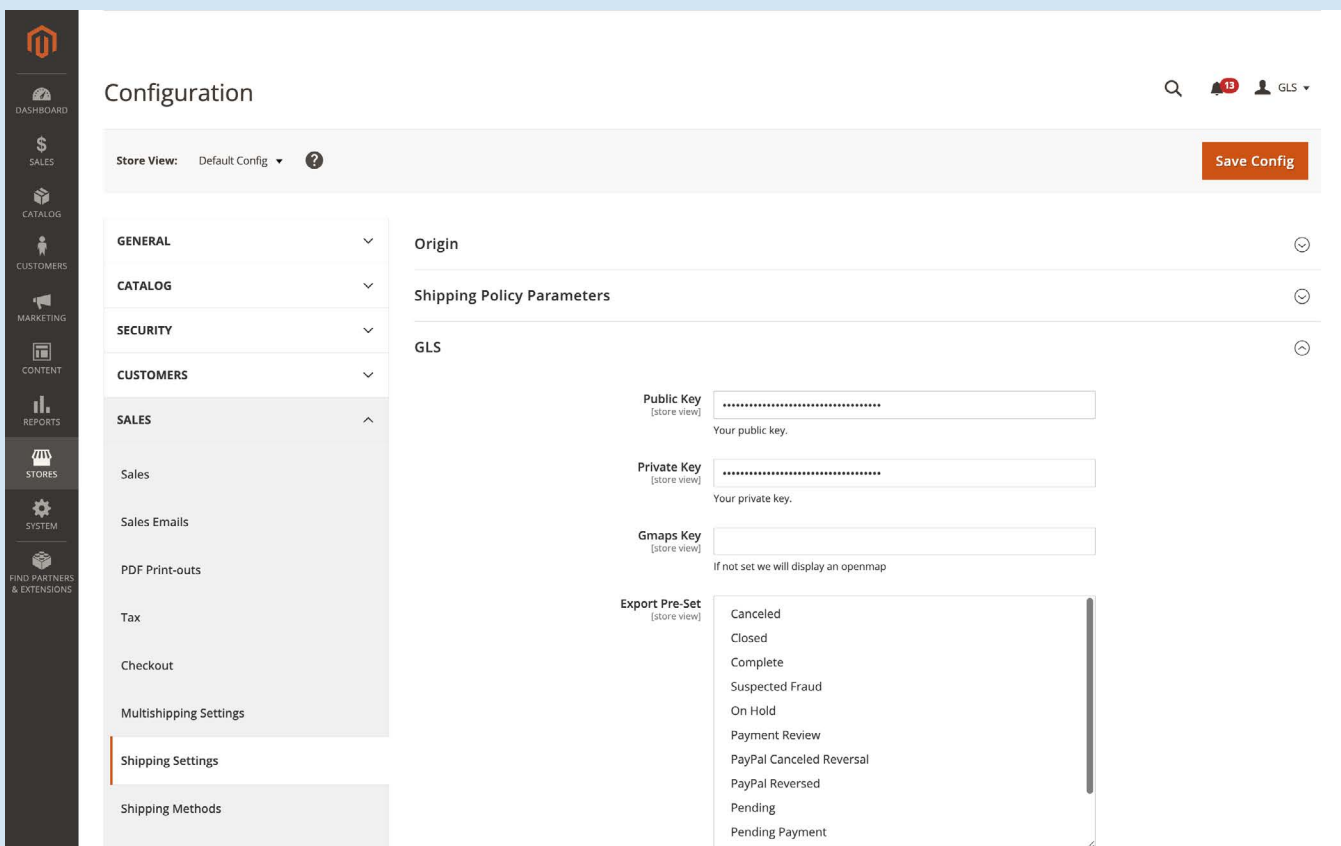 DASHBOARD
SALES
CATALOG
CUSTOMERS
MARKETING
CONTENT
REPORTS
STORES
SYSTEM
FIND PARTNERS
& EXTENSIONS
Configuration
13
GLS
Store View: Default Config ?
Save Config
GENERAL
CATALOG
SECURITY
CUSTOMERS
SALES
Sales
Sales Emails
PDF Print-outs
Tax
Checkout
Multishipping Settings
Shipping Settings
Shipping Methods
Origin
Shipping Policy Parameters
GLS
Public Key
[store view]
Your public key.
Private Key
[store view]
Your private key.
Gmaps Key
[store view]
If not set we will display an openmap
Export Pre-Set
[store view]
Canceled
Closed
Complete
Suspected Fraud
On Hold
Payment Review
PayPal Canceled Reversal
PayPal Reversed
Pending
Pending Payment